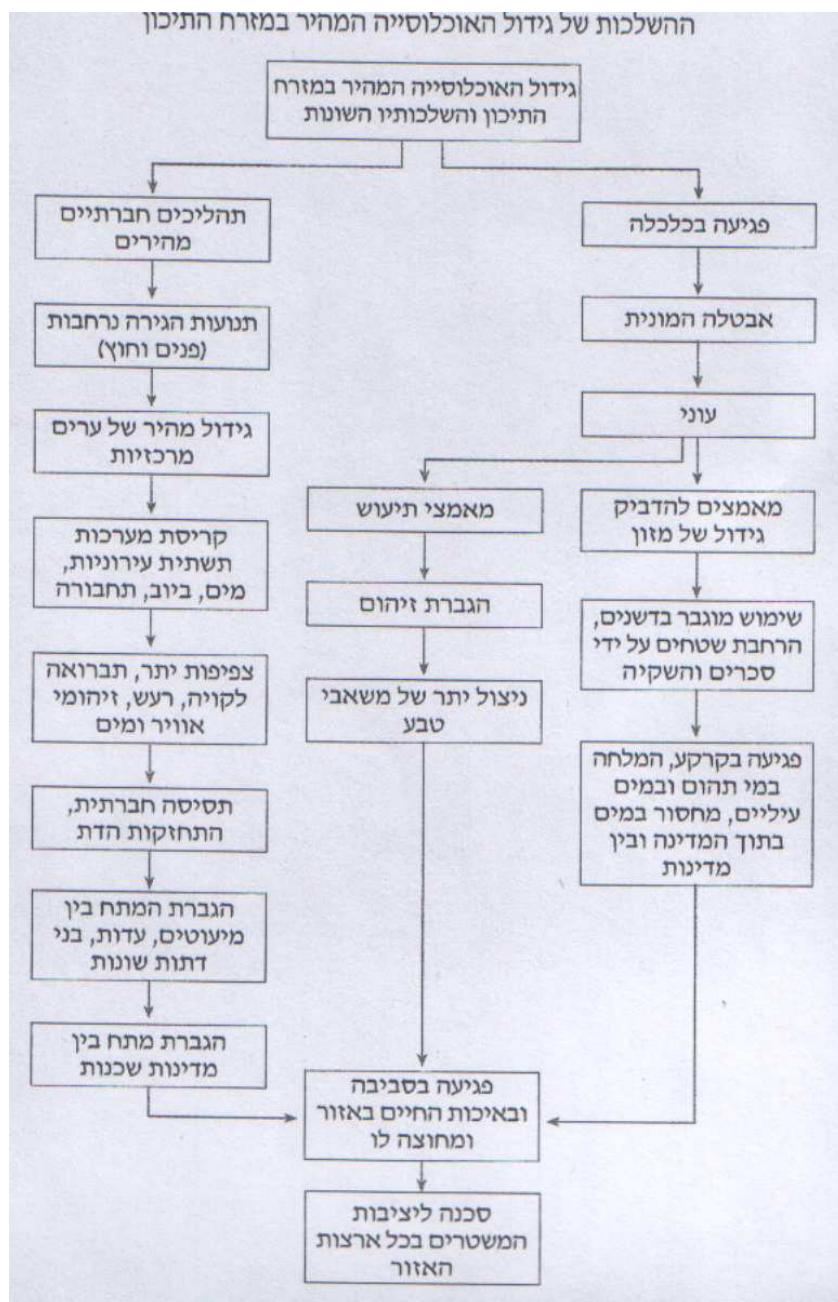 ההשלכות של גידול האוכלוסייה המהיר במזרח התיכון
גידול האוכלוסייה המהיר במזרח
התיכון והשלכותיו השונות
פגיעה בכלכלה
אבטלה המונית
עוני
מאמצים להדביק
גידול של מזון
שימוש מוגבר בדשנים,
הרחבת שטחים על ידי
סכרים והשקיה
פגיעה בקרקע, המלחה
במי תהום ובמים
עיליים, מחסור במים
בתוך המדינה ובין
מדינות
מאמצי תיעוש
הגברת זיהום
ניצול יתר של משאבי
טבע
תהליכים חברתיים
מהירים
תנועות הגירה נרחבות
(פנים וחוץ)
גידול מהיר של ערים
מרכזיות
קריסת מערכות
תשתית עירוניות,
מים, ביוב, תחבורה
צפיפות יתר, תברואה
לקויה, רעש, זיהומי
אוויר ומים
תסיסה חברתית,
התחזקות הדת
הגברת המתח בין
מיעוטים, עדות, בני
דתות שונות
הגברת מתח בין
מדינות שכנות
פגיעה בסביבה
ובאיכות החיים באזור
ומחוצה לו
סכנה ליציבות
המשטרים בכל ארצות
האזור